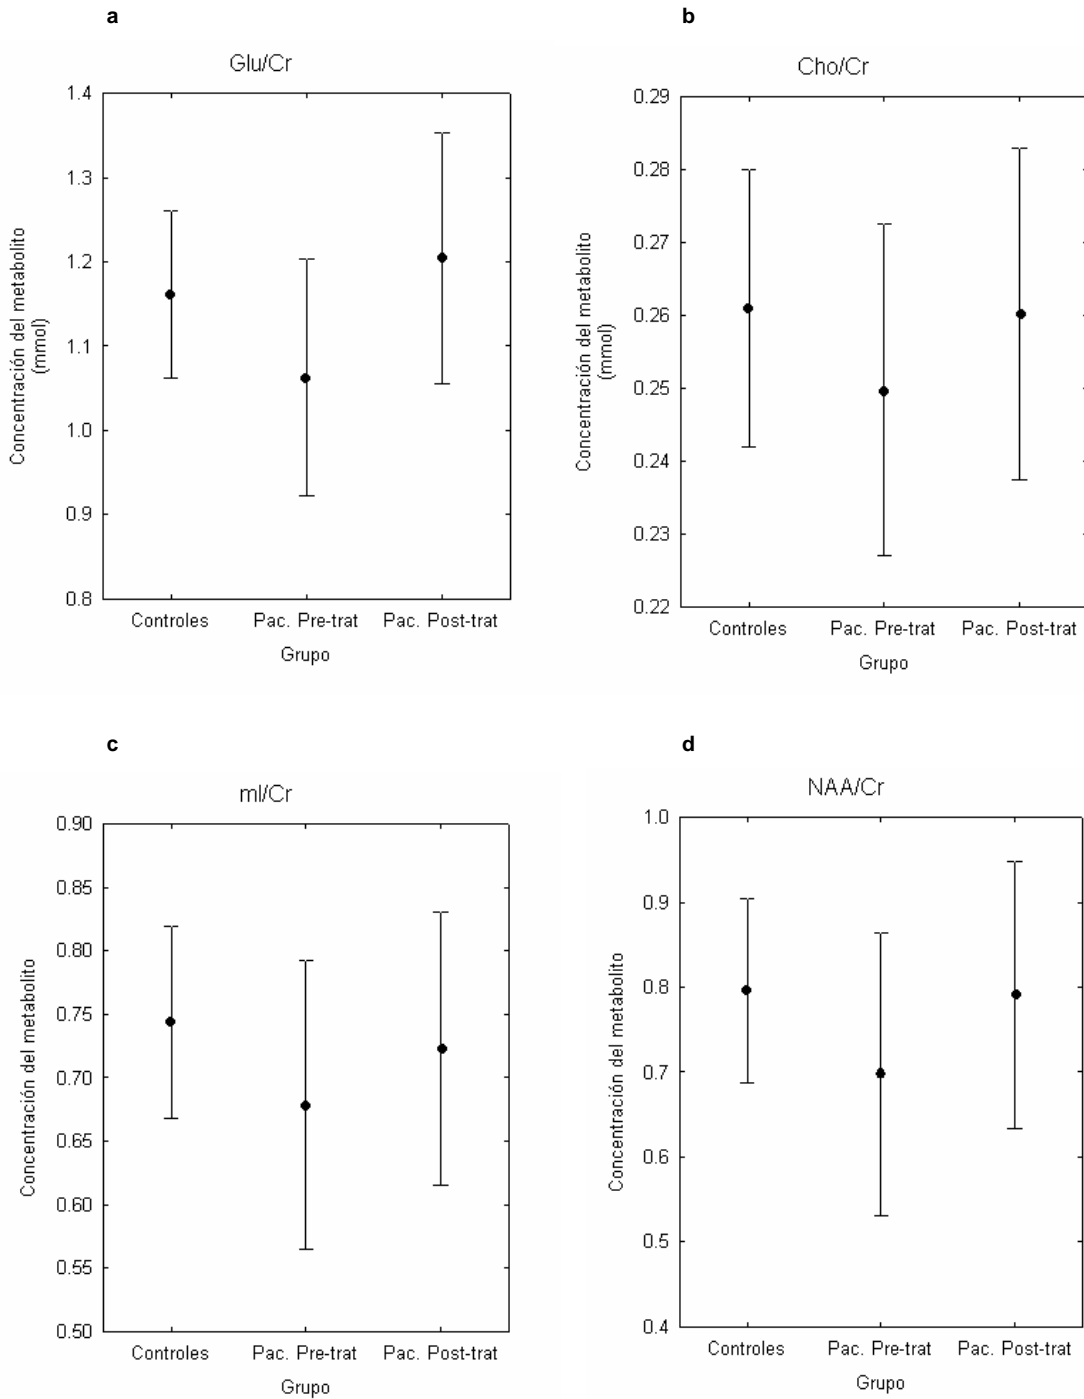 a
Glu/Cr
Concentración del metabolito
(mmol)
1.4
1.3
1.2
1.1
1.0
0.9
0.8
Controles Pac. Pre-trat Pac. Post-trat
Grupo
b
Cho/Cr
Concentración del metabolito
(mmol)
0.29
0.28
0.27
0.26
0.25
0.24
0.23
0.22
Controles Pac. Pre-trat Pac. Post-trat
Grupo
c
mI/Cr
Concentración del metabolito
0.90
0.85
0.80
0.75
0.70
0.65
0.60
0.55
0.50
Controles Pac. Pre-trat Pac. Post-trat
Grupo
d
NAA/Cr
Concentración del metabolito
1.0
0.9
0.8
0.7
0.6
0.5
0.4
Controles Pac. Pre-trat Pac. Post-trat
Grupo